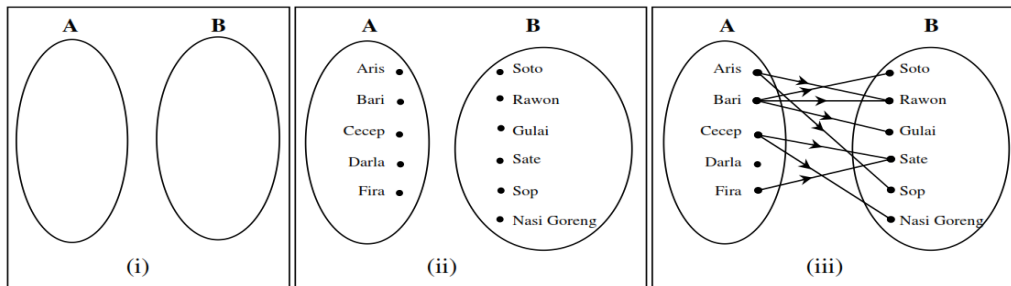 A
B
(i)
A
B
Aris
Bari
Cecep
Darla
Fira
Soto
Rawon
Gulai
Sate
Sop
Nasi Goreng
(ii)
A
B
Aris
Bari
Cecep
Darla
Fira
Soto
Rawon
Gulai
Sate
Sop
Nasi Goreng
(iii)